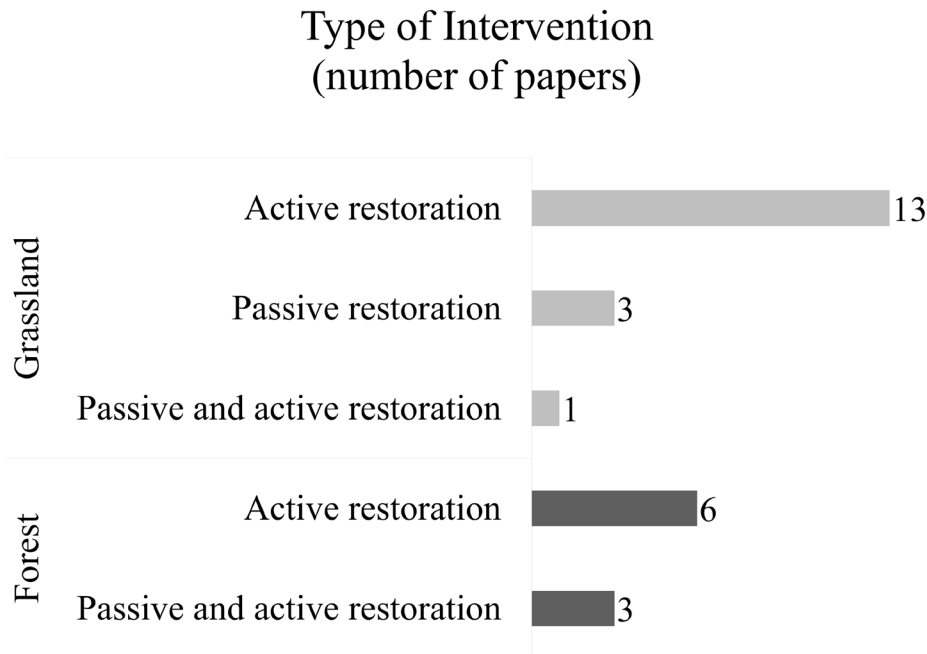 Type of Intervention
(number of papers)
Grassland
Active restoration 13
Passive restoration 3
Passive and active restoration 1
Forest
Active restoration 6
Passive and active restoration 3